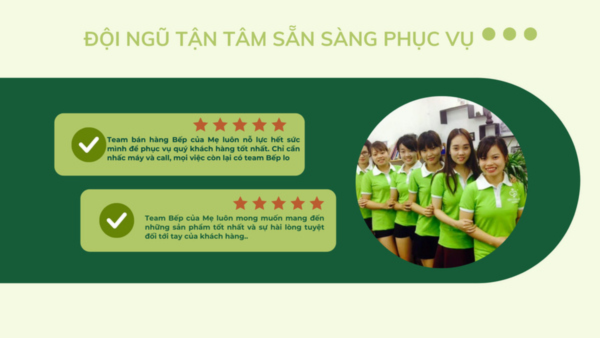 ĐỘI NGŨ TẬN TÂM SẴN SÀNG PHỤC VỤ
Team bán hàng Bếp của Mẹ luôn nỗ lực hết sức
mình để phục vụ quý khách hàng tốt nhất. Chỉ cần
nhấc máy và call, mọi việc còn lại có team Bếp lo
Team Bếp của Mẹ luôn mong muốn mang đến
những sản phẩm tốt nhất và sự hài lòng tuyệt
đối tới tay của khách hàng..